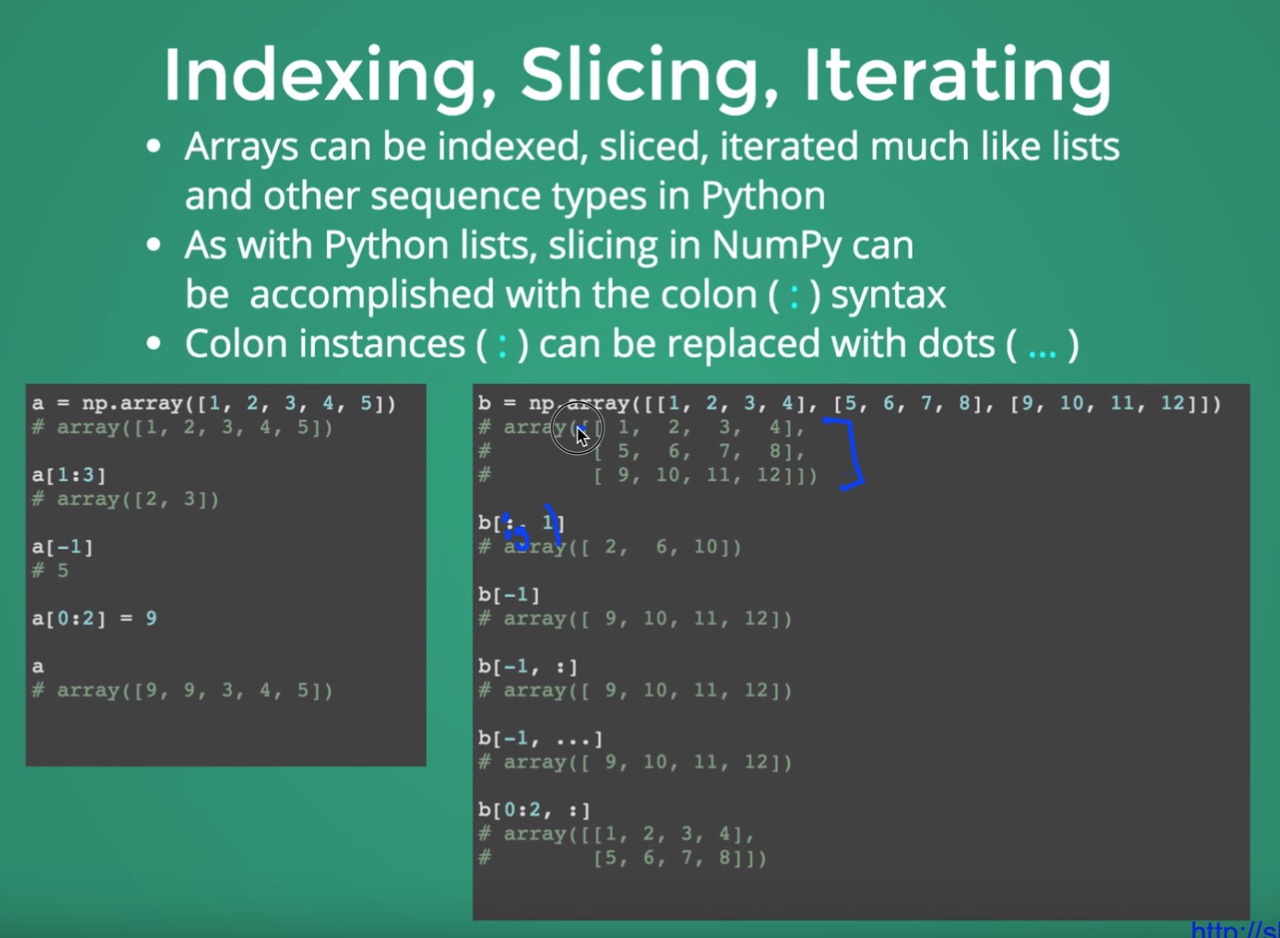 Indexing, Slicing, Iterating
• Arrays can be indexed, sliced, iterated much like lists
and other sequence types in Python
• As with Python lists, slicing in NumPy can
be accomplished with the colon ( : ) syntax
• Colon instances ( : ) can be replaced with dots ( ... )
a = np.array([1, 2, 3, 4, 5])
# array([1, 2, 3, 4, 5])
a[1:3]
# array([2, 3])
a[-1]
# 5
a[0:2] = 9
a
# array([9, 9, 3, 4, 5])
b = np.array([[1, 2, 3, 4], [5, 6, 7, 8], [9, 10, 11, 12]])
# array([[ 1, 2, 3, 4],
# [ 5, 6, 7, 8],
# [ 9, 10, 11, 12]])
b[:, 1]
# array([ 2, 6, 10])
b[-1]
# array([ 9, 10, 11, 12])
b[-1, :]
# array([ 9, 10, 11, 12])
b[-1, ...]
# array([ 9, 10, 11, 12])
b[0:2, :]
# array([[1, 2, 3, 4],
# [5, 6, 7, 8]])
http://s